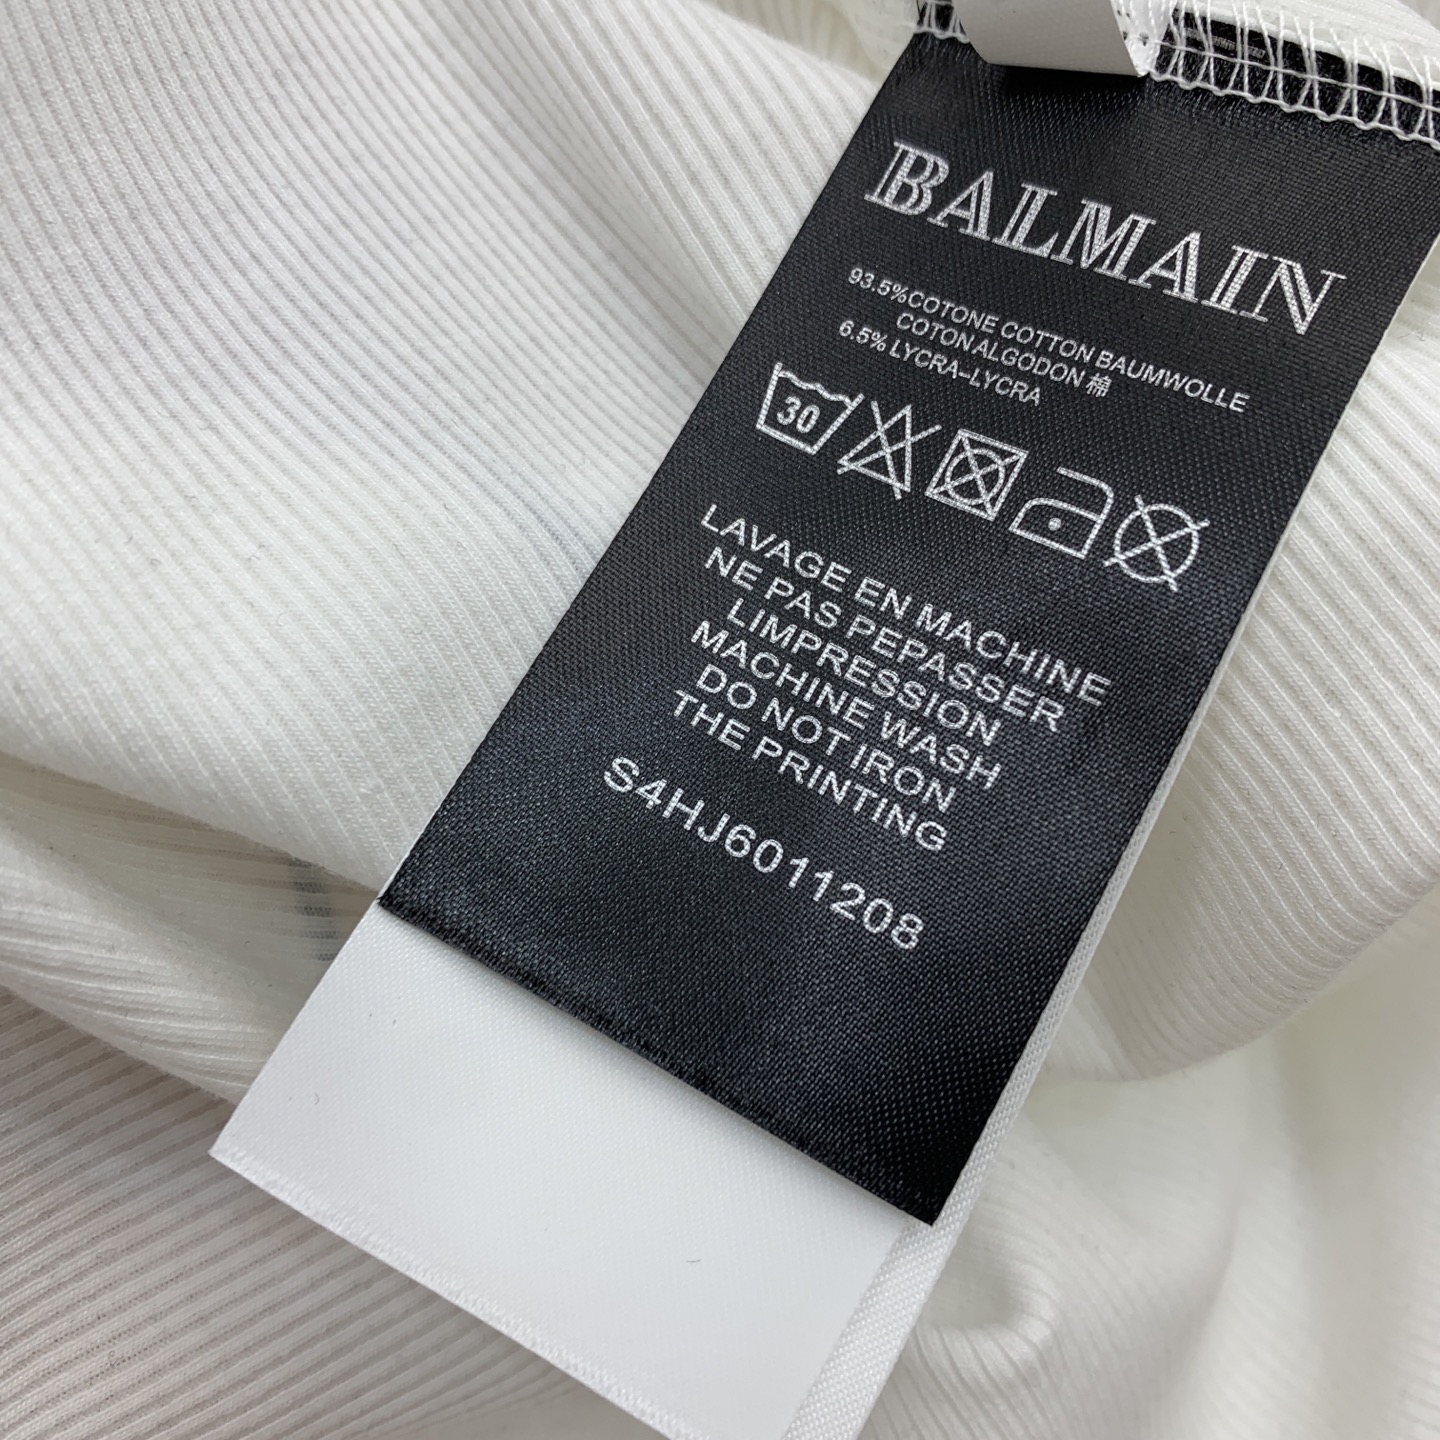 BALMAIN
93.5%COTONE COTTON BAUMWOLLE
COTON ALGODON 棉
6.5% LYCRA-LYCRA
30
LAVAGE EN MACHINE
NE PAS PEPASSER
LIMPRESSION
MACHINE WASH
DO NOT IRON
THE PRINTING
S4HJ6011208